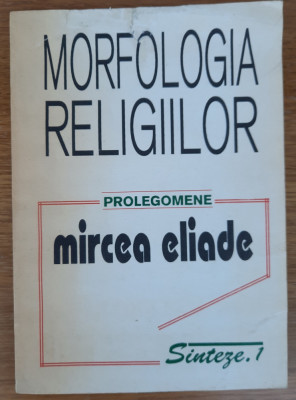 MORFOLOGIA
RELIGIILOR
PROLEGOMENE
mircea eliade
Sinteze.1